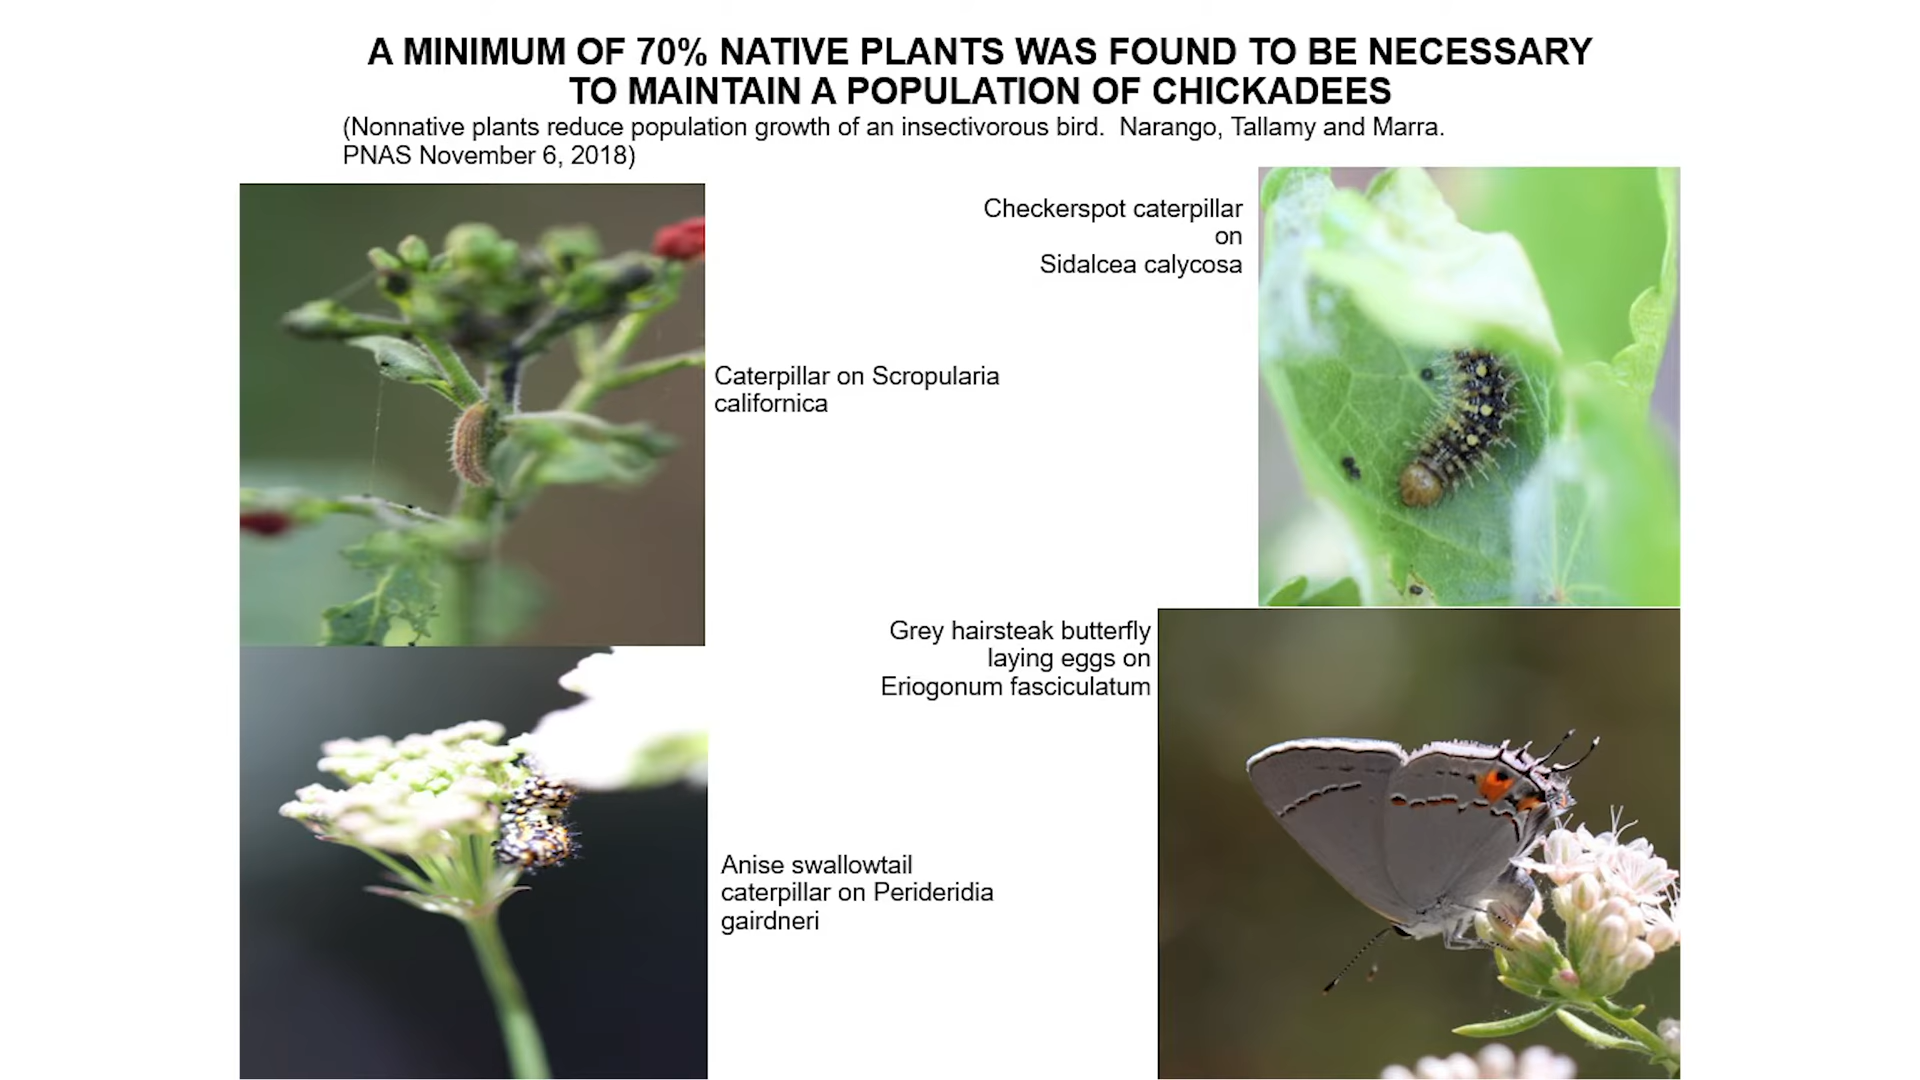 A MINIMUM OF 70% NATIVE PLANTS WAS FOUND TO BE NECESSARY
TO MAINTAIN A POPULATION OF CHICKADEES
(Nonnative plants reduce population growth of an insectivorous bird.  Narango, Tallamy and Marra.
PNAS November 6, 2018)
Checkerspot caterpillar
on
Sidalcea calycosa
Caterpillar on Scropularia
californica
Grey hairsteak butterfly
laying eggs on
Eriogonum fasciculatum
Anise swallowtail
caterpillar on Perideridia
gairdneri